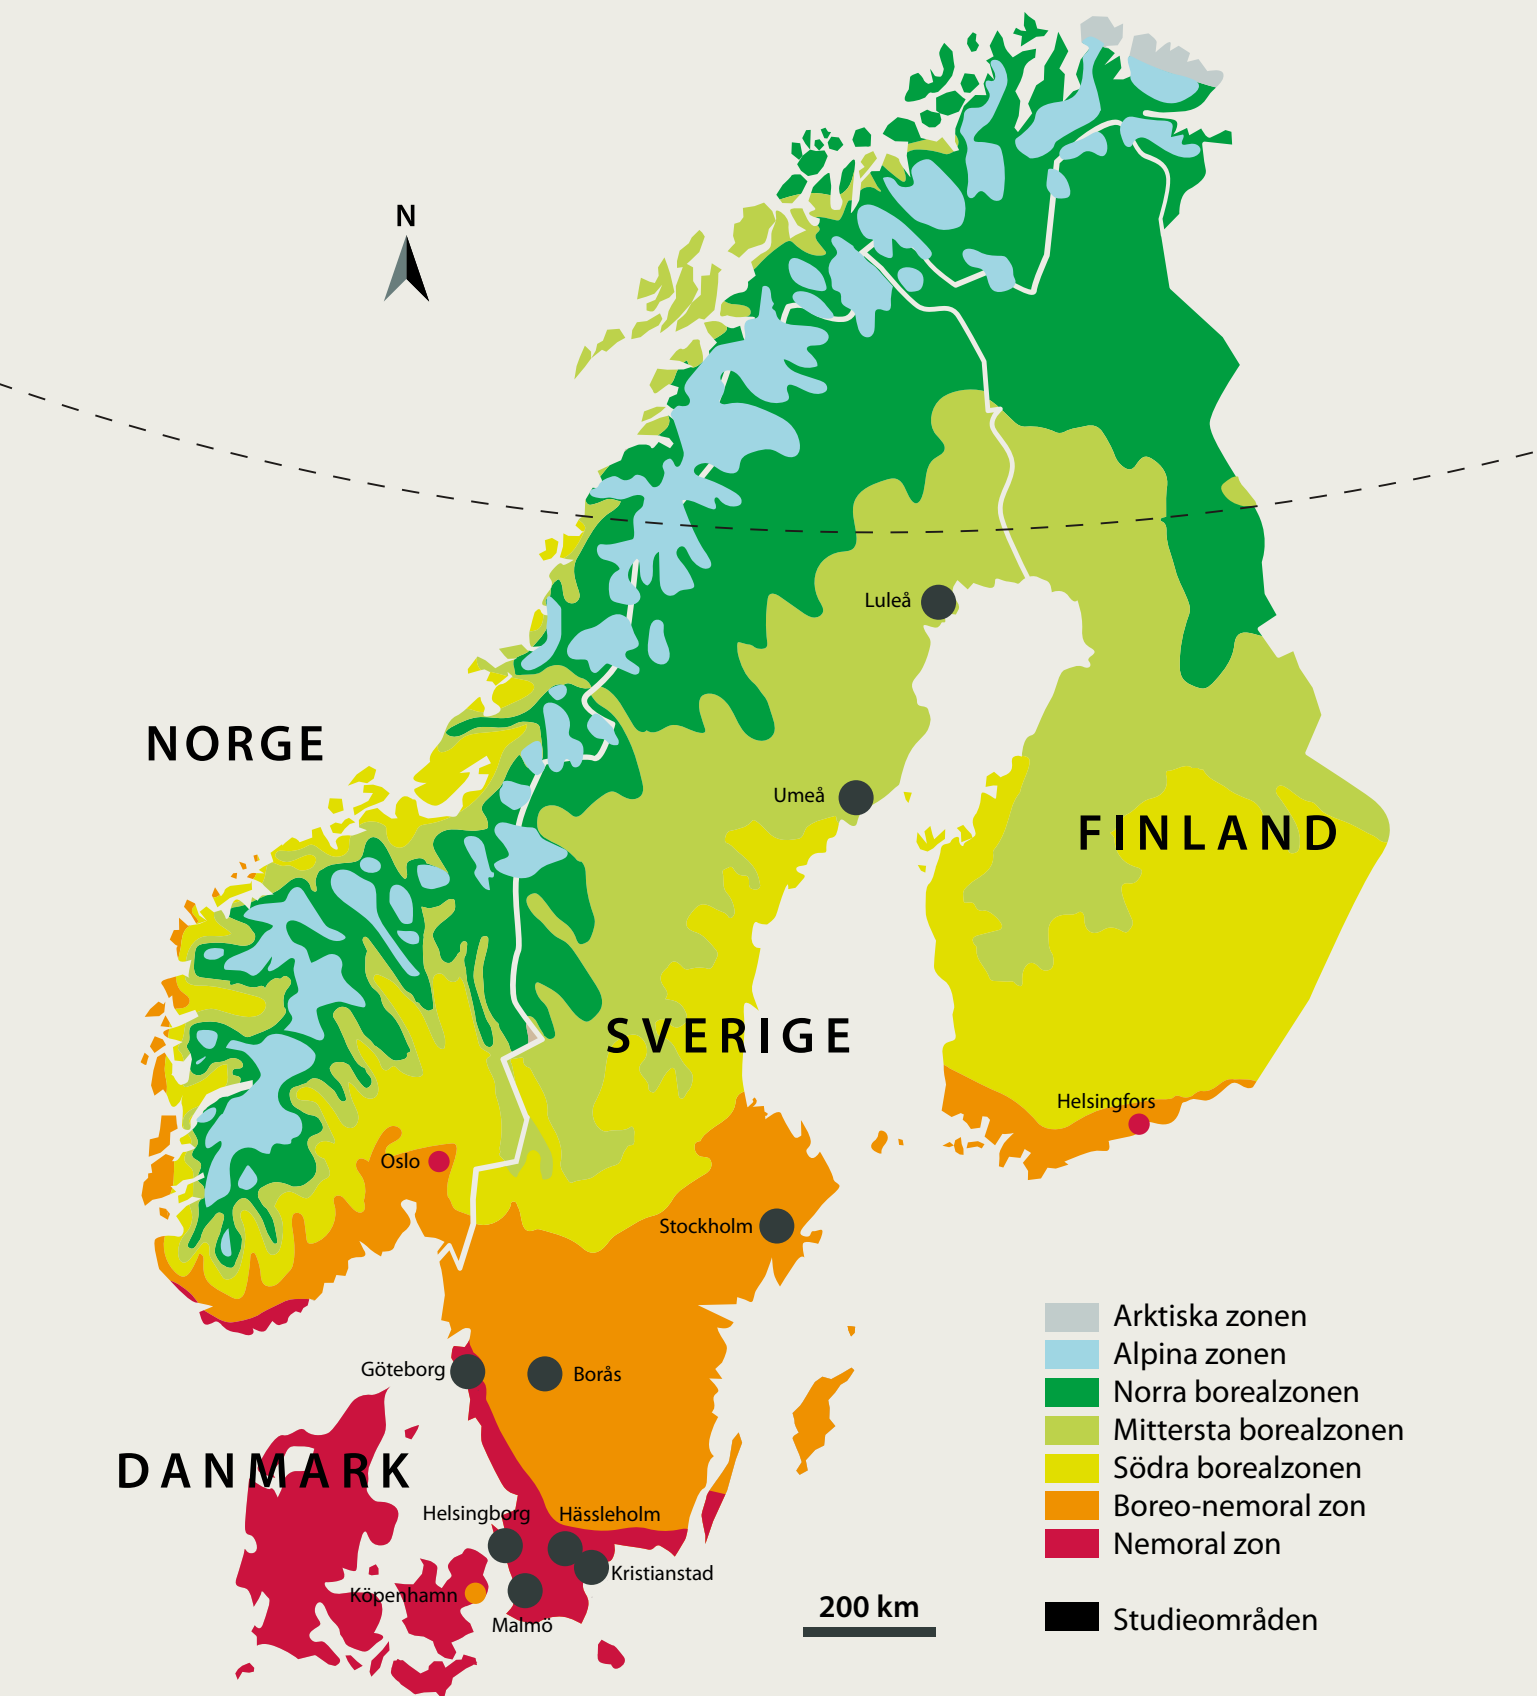 N
Luleå
NORGE
Umeå
FINLAND
SVERIGE
Helsingfors
Oslo
Stockholm
Göteborg
Borås
DANMARK
Helsingborg
Hässleholm
Kristianstad
Köpenhamn
Malmö
200 km
Arktiska zonen
Alpina zonen
Norra borealzonen
Mittersta borealzonen
Södra borealzonen
Boreo-nemoral zon
Nemoral zon
Studieområden